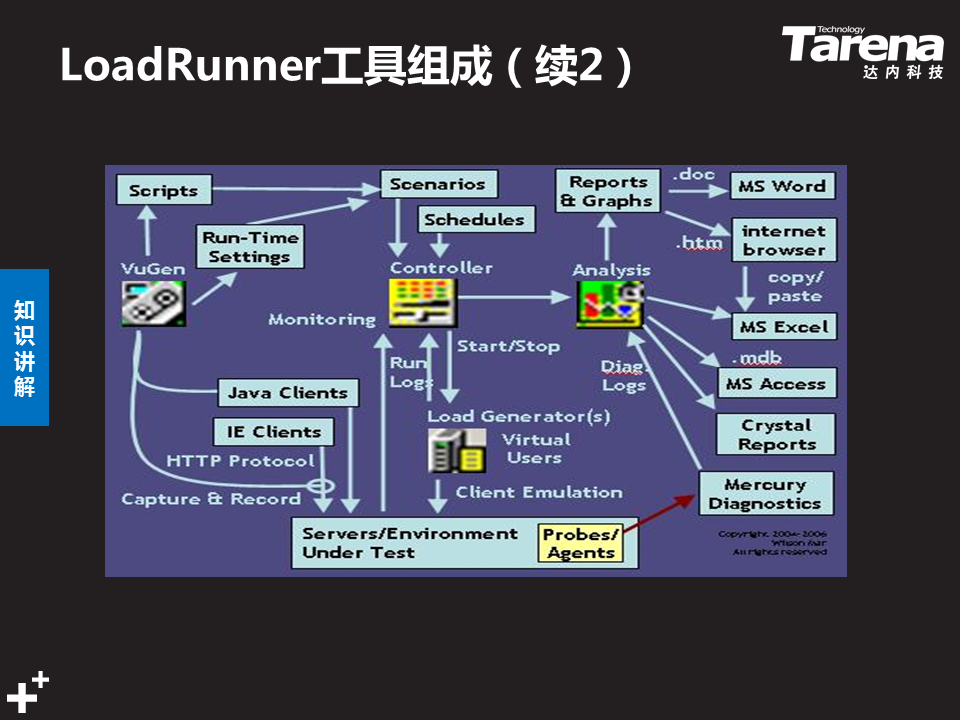 LoadRunner工具组成（续2）
Technology
Tarena
达内科技
知
识
讲
解
Scripts
Scenarios
Reports
& Graphs
.doc
MS Word
Schedules
Run-Time
Settings
.htm
internet
browser
VuGen
Controller
Analysis
copy/
paste
Monitoring
MS Excel
Start/Stop
Run
Logs
Diag.
Logs
.mdb
MS Access
Java Clients
Load Generator(s)
Crystal
Reports
IE Clients
Virtual
Users
HTTP Protocol
Capture & Record
Client Emulation
Mercury
Diagnostics
Servers/Environment
Under Test
Probes/
Agents
Copyright 2004-2006
Wilson Mar
All rights reserved